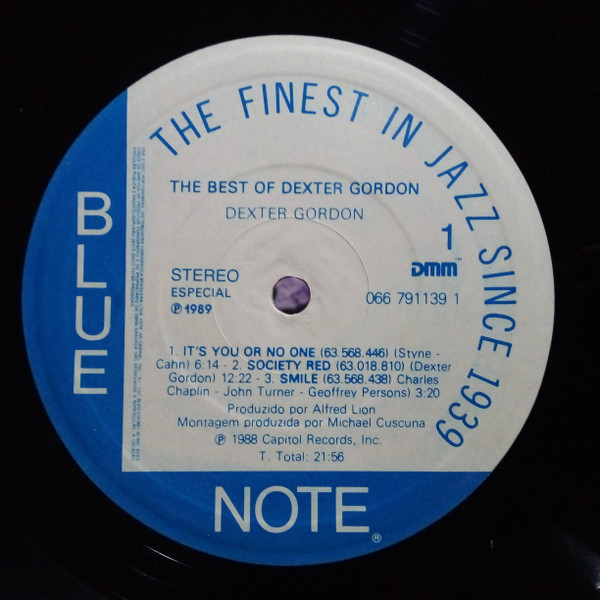 THE FINEST IN JAZZ SINCE 1939
BLUE
THE BEST OF DEXTER GORDON
DEXTER GORDON
1
DMM™
STEREO
ESPECIAL
℗ 1989
066 791139 1
1. IT'S YOU OR NO ONE (63.568.446) (Styne -
Cahn) 6:14 - 2. SOCIETY RED (63.018.810) (Dexter
Gordon) 12:22 - 3. SMILE (63.568.438) Charles
Chaplin - John Turner - Geoffrey Persons) 3:20
Produzido por Alfred Lion
Montagem produzida por Michael Cuscuna
℗ 1988 Capitol Records, Inc.
T. Total: 21:56
NOTE®